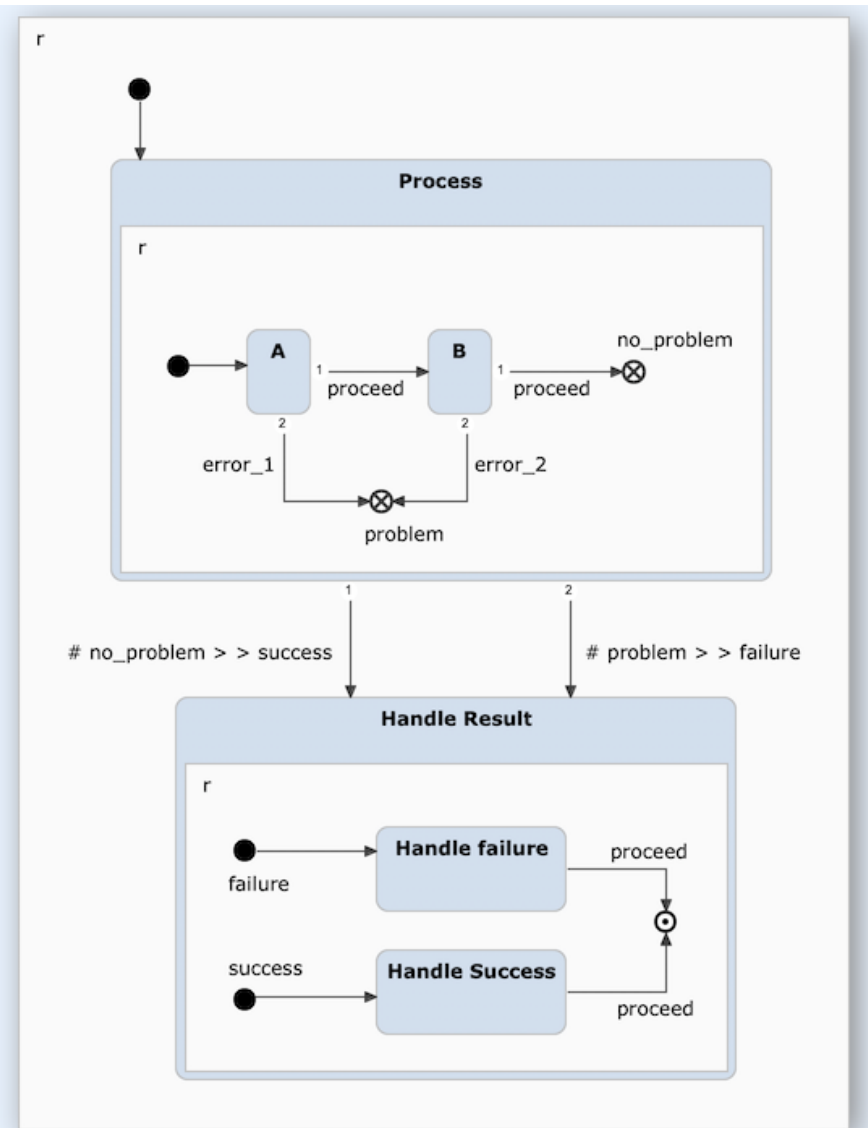 r
Process
r
no_problem
A
B
1
proceed
1
proceed
2
2
error_1
error_2
problem
1
2
# no_problem > > success
# problem > > failure
Handle Result
r
Handle failure
proceed
failure
success
Handle Success
proceed